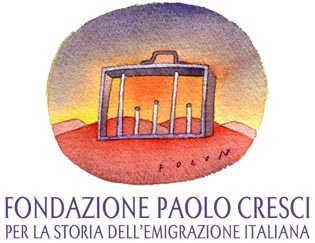 FOLON
FONDAZIONE PAOLO CRESCI
PER LA STORIA DELL'EMIGRAZIONE ITALIANA